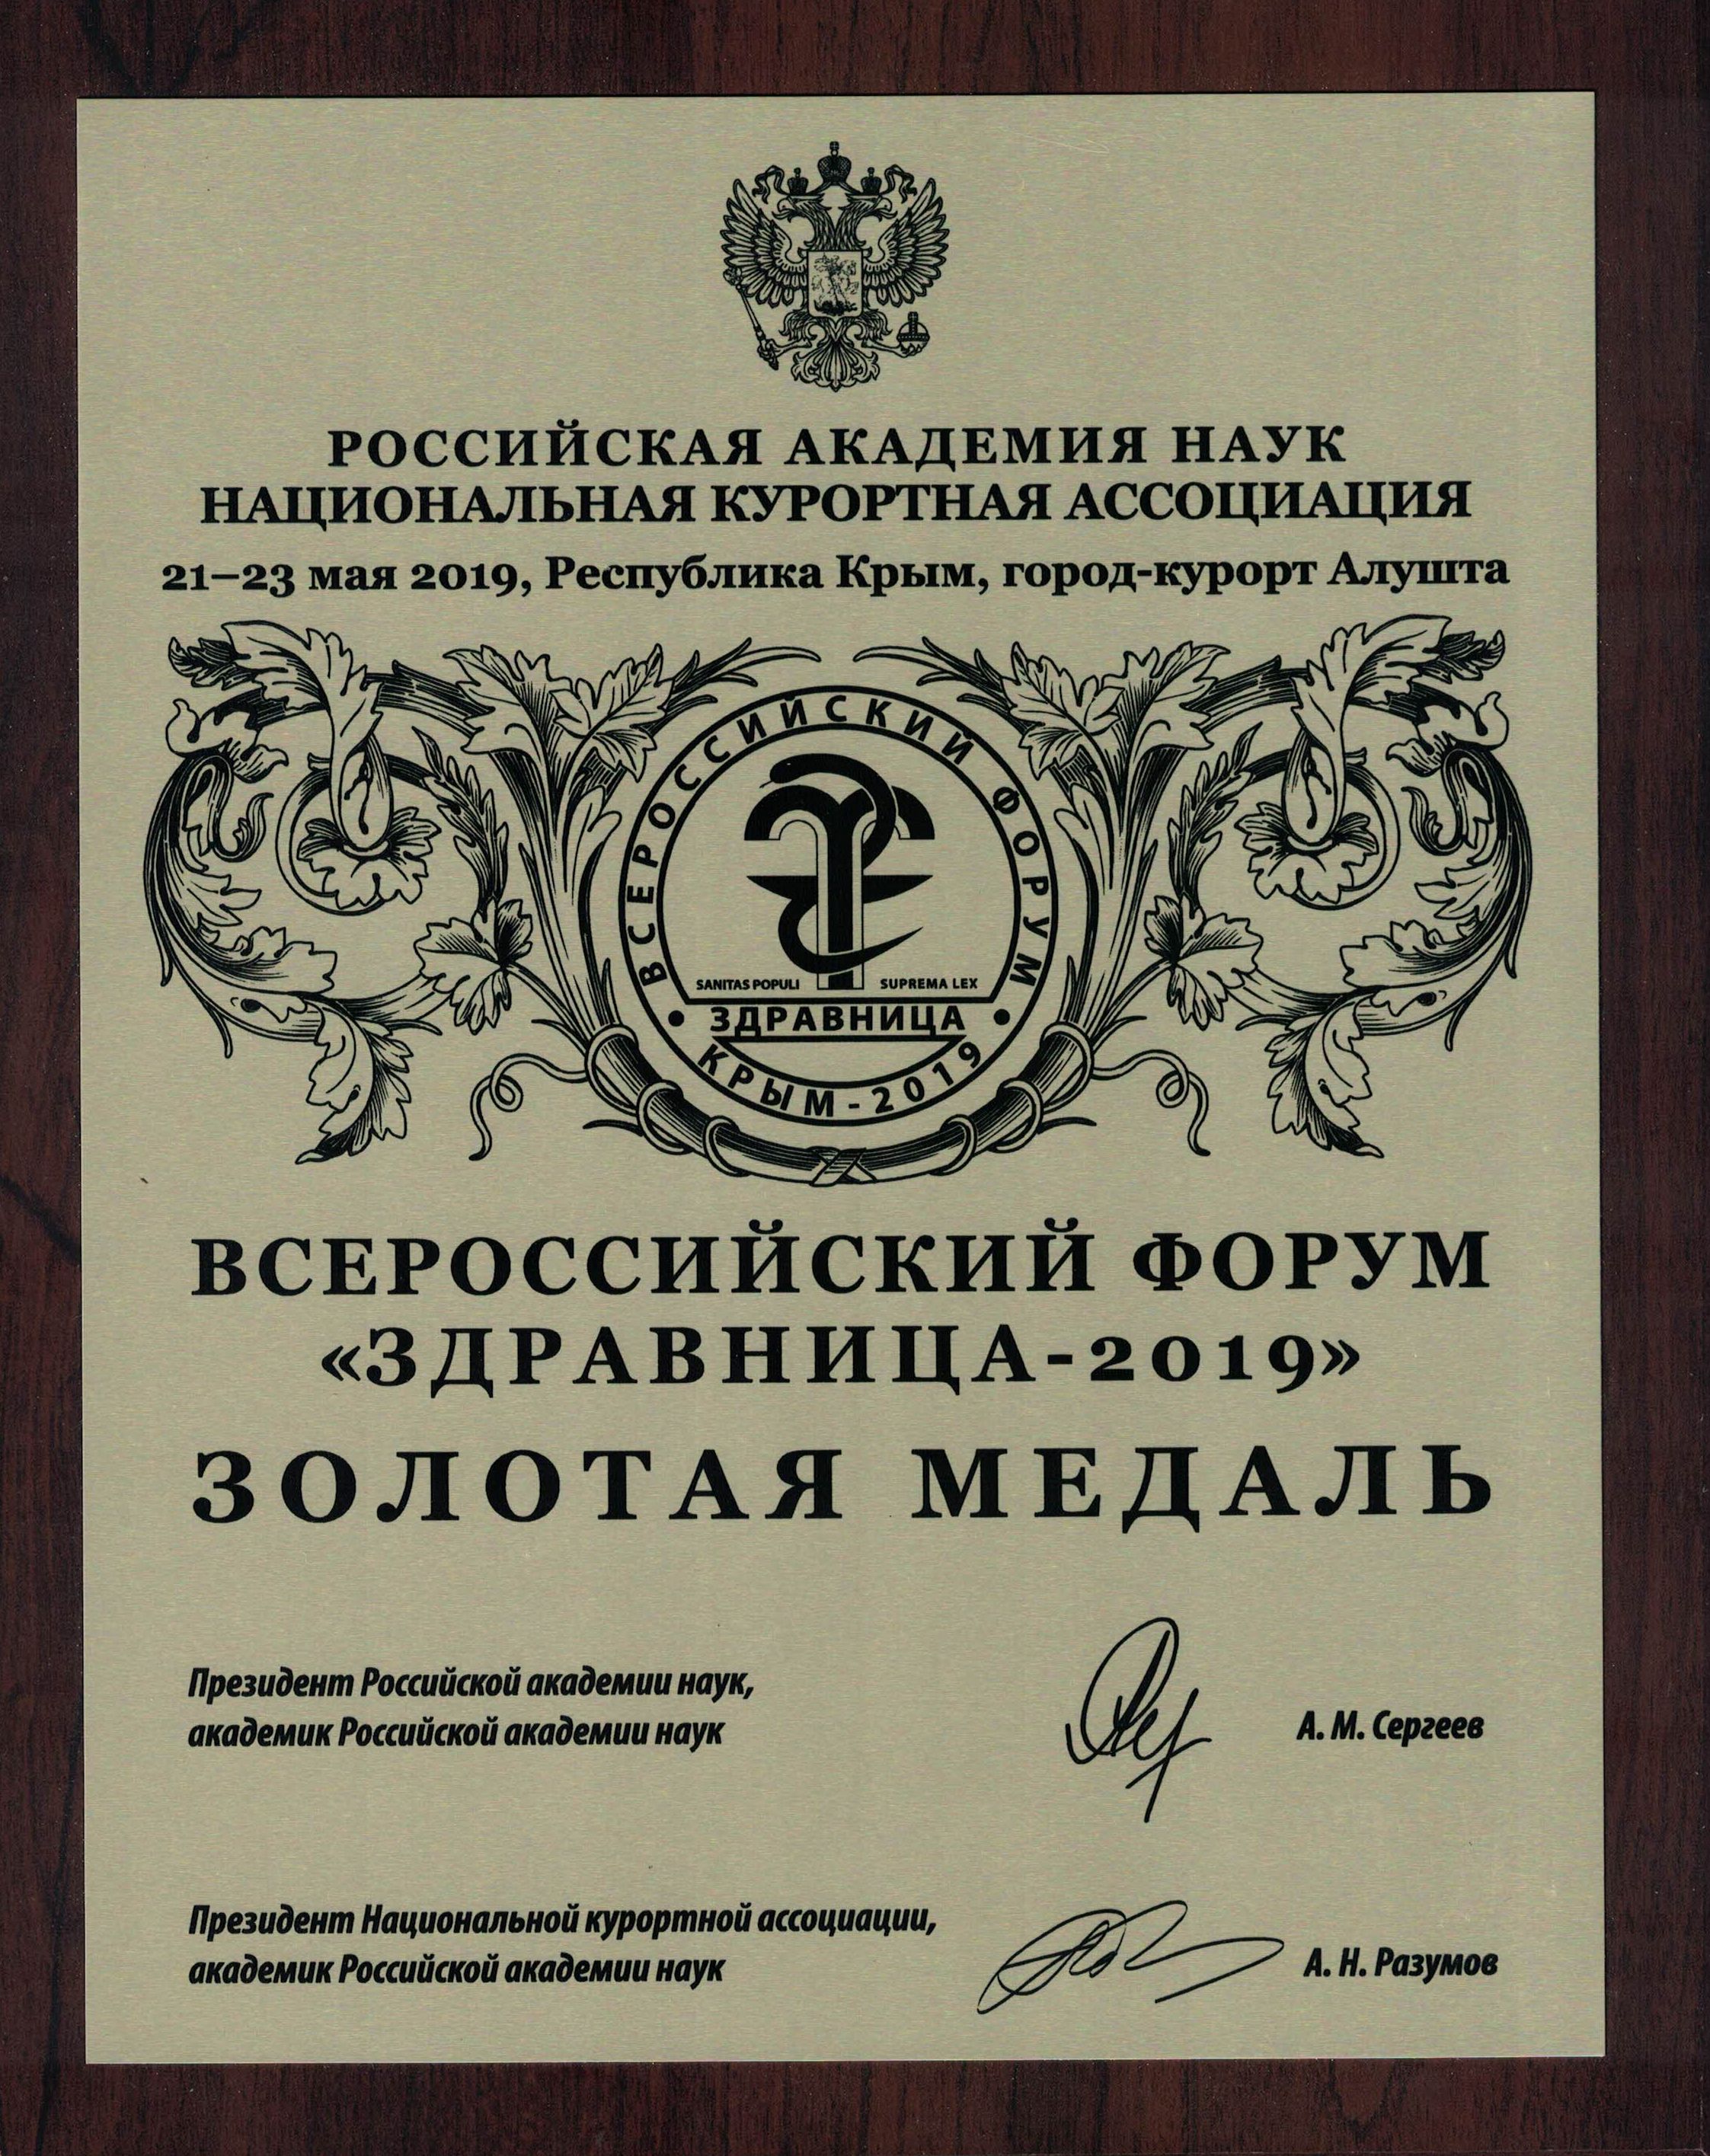 РОССИЙСКАЯ АКАДЕМИЯ НАУК
НАЦИОНАЛЬНАЯ КУРОРТНАЯ АССОЦИАЦИЯ
21–23 мая 2019, Республика Крым, город-курорт Алушта
ВСЕРОССИЙСКИЙ ФОРУМ
SANITAS POPULI SUPREMA LEX
• ЗДРАВНИЦА •
КРЫМ-2019
ВСЕРОССИЙСКИЙ ФОРУМ
«ЗДРАВНИЦА-2019»
ЗОЛОТАЯ МЕДАЛЬ
Президент Российской академии наук,
академик Российской академии наук А. М. Сергеев
Президент Национальной курортной ассоциации,
академик Российской академии наук А. Н. Разумов